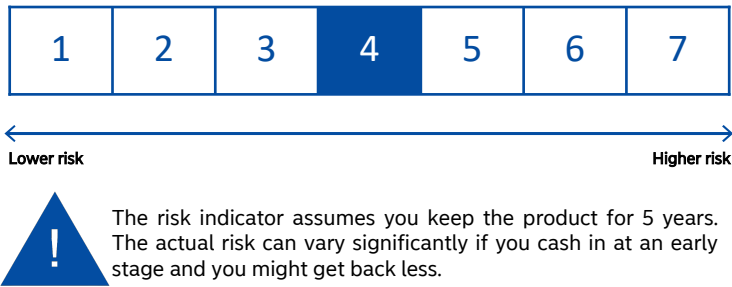 1 2 3 4 5 6 7
Lower risk Higher risk
!
The risk indicator assumes you keep the product for 5 years.
The actual risk can vary significantly if you cash in at an early
stage and you might get back less.